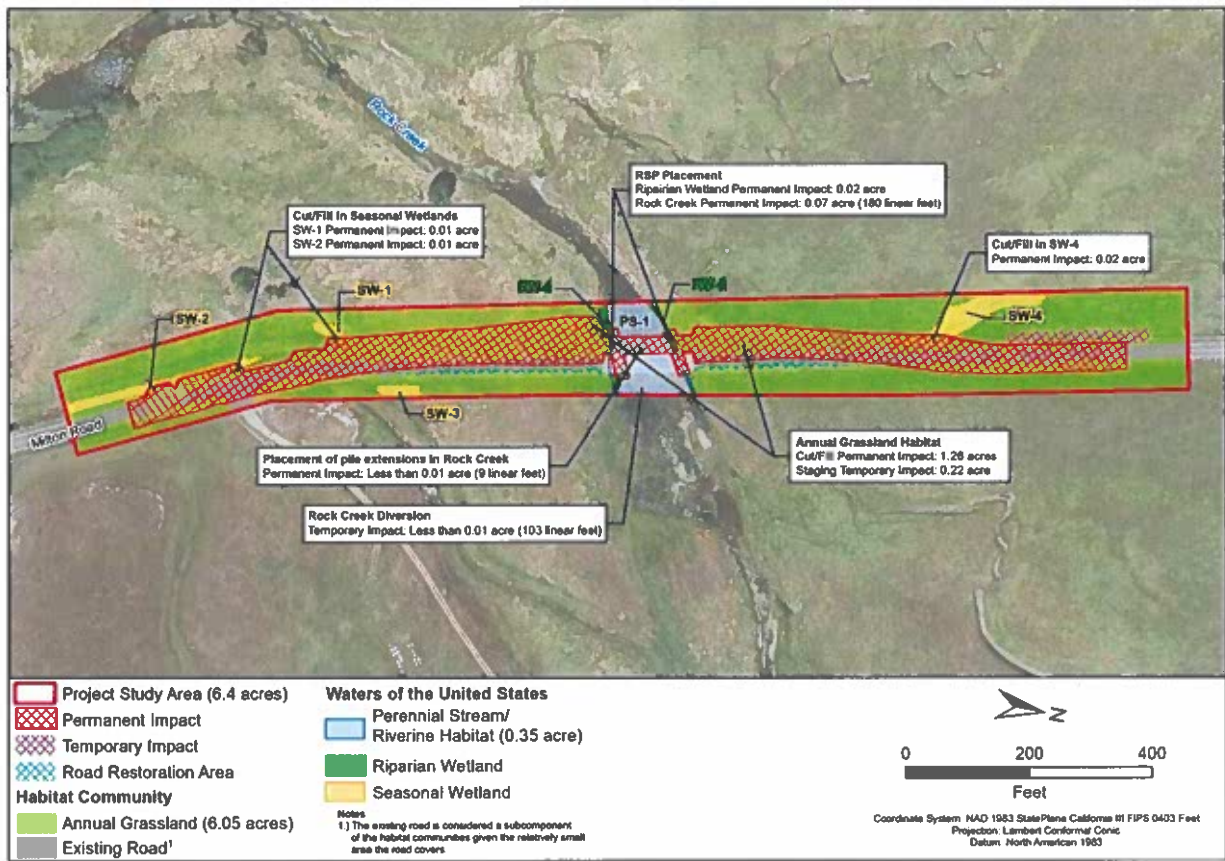 Rock Creek
RSP Placement
Riparian Wetland Permanent Impact: 0.02 acre
Rock Creek Permanent Impact: 0.07 acre (180 linear feet)
Cut/Fill in Seasonal Wetlands
SW-1 Permanent Impact: 0.01 acre
SW-2 Permanent Impact: 0.01 acre
Cut/Fill in SW-4
Permanent Impact: 0.02 acre
SW-1
SW-2
PS-1
SW-4
SW-3
Milton Road
Placement of pile extensions in Rock Creek
Permanent Impact: Less than 0.01 acre (9 linear feet)
Annual Grassland Habitat
Cut/Fill Permanent Impact: 1.26 acres
Staging Temporary Impact: 0.22 acre
Rock Creek Diversion
Temporary Impact: Less than 0.01 acre (103 linear feet)
Project Study Area (6.4 acres)
Permanent Impact
Temporary Impact
Road Restoration Area
Habitat Community
Annual Grassland (6.05 acres)
Existing Road¹
Waters of the United States
Perennial Stream/
Riverine Habitat (0.35 acre)
Riparian Wetland
Seasonal Wetland
Notes
1.) The existing road is considered a subcomponent
of the habitat communities given the relatively small
area the road covers
Z
0 200 400
Feet
Coordinate System: NAD 1983 StatePlane California III FIPS 0403 Feet
Projection: Lambert Conformal Conic
Datum: North American 1983